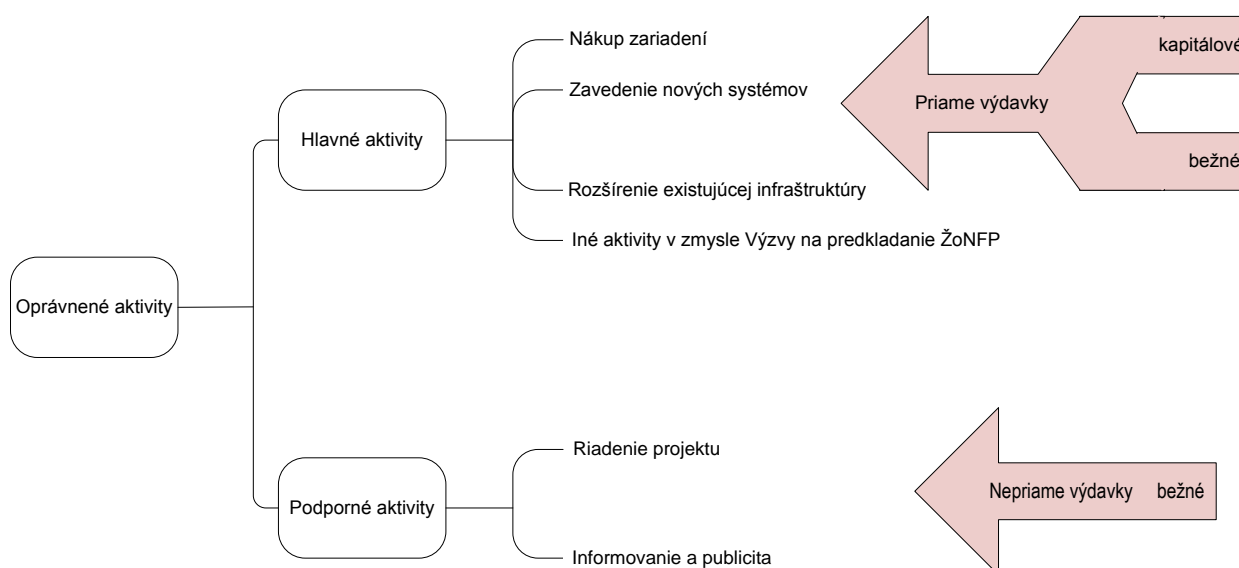 Nákup zariadení
kapitálové
Zavedenie nových systémov
Priame výdavky
Hlavné aktivity
bežné
Rozšírenie existujúcej infraštruktúry
Iné aktivity v zmysle Výzvy na predkladanie ŽoNFP
Oprávnené aktivity
Riadenie projektu
Nepriame výdavky bežné
Podporné aktivity
Informovanie a publicita